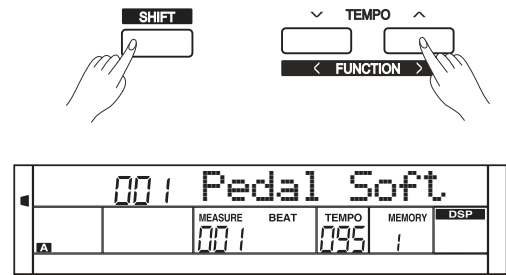 SHIFT
∨ TEMPO ∧
< FUNCTION >
001 Pedal Soft
MEASURE BEAT TEMPO MEMORY DSP
001 095 1
A